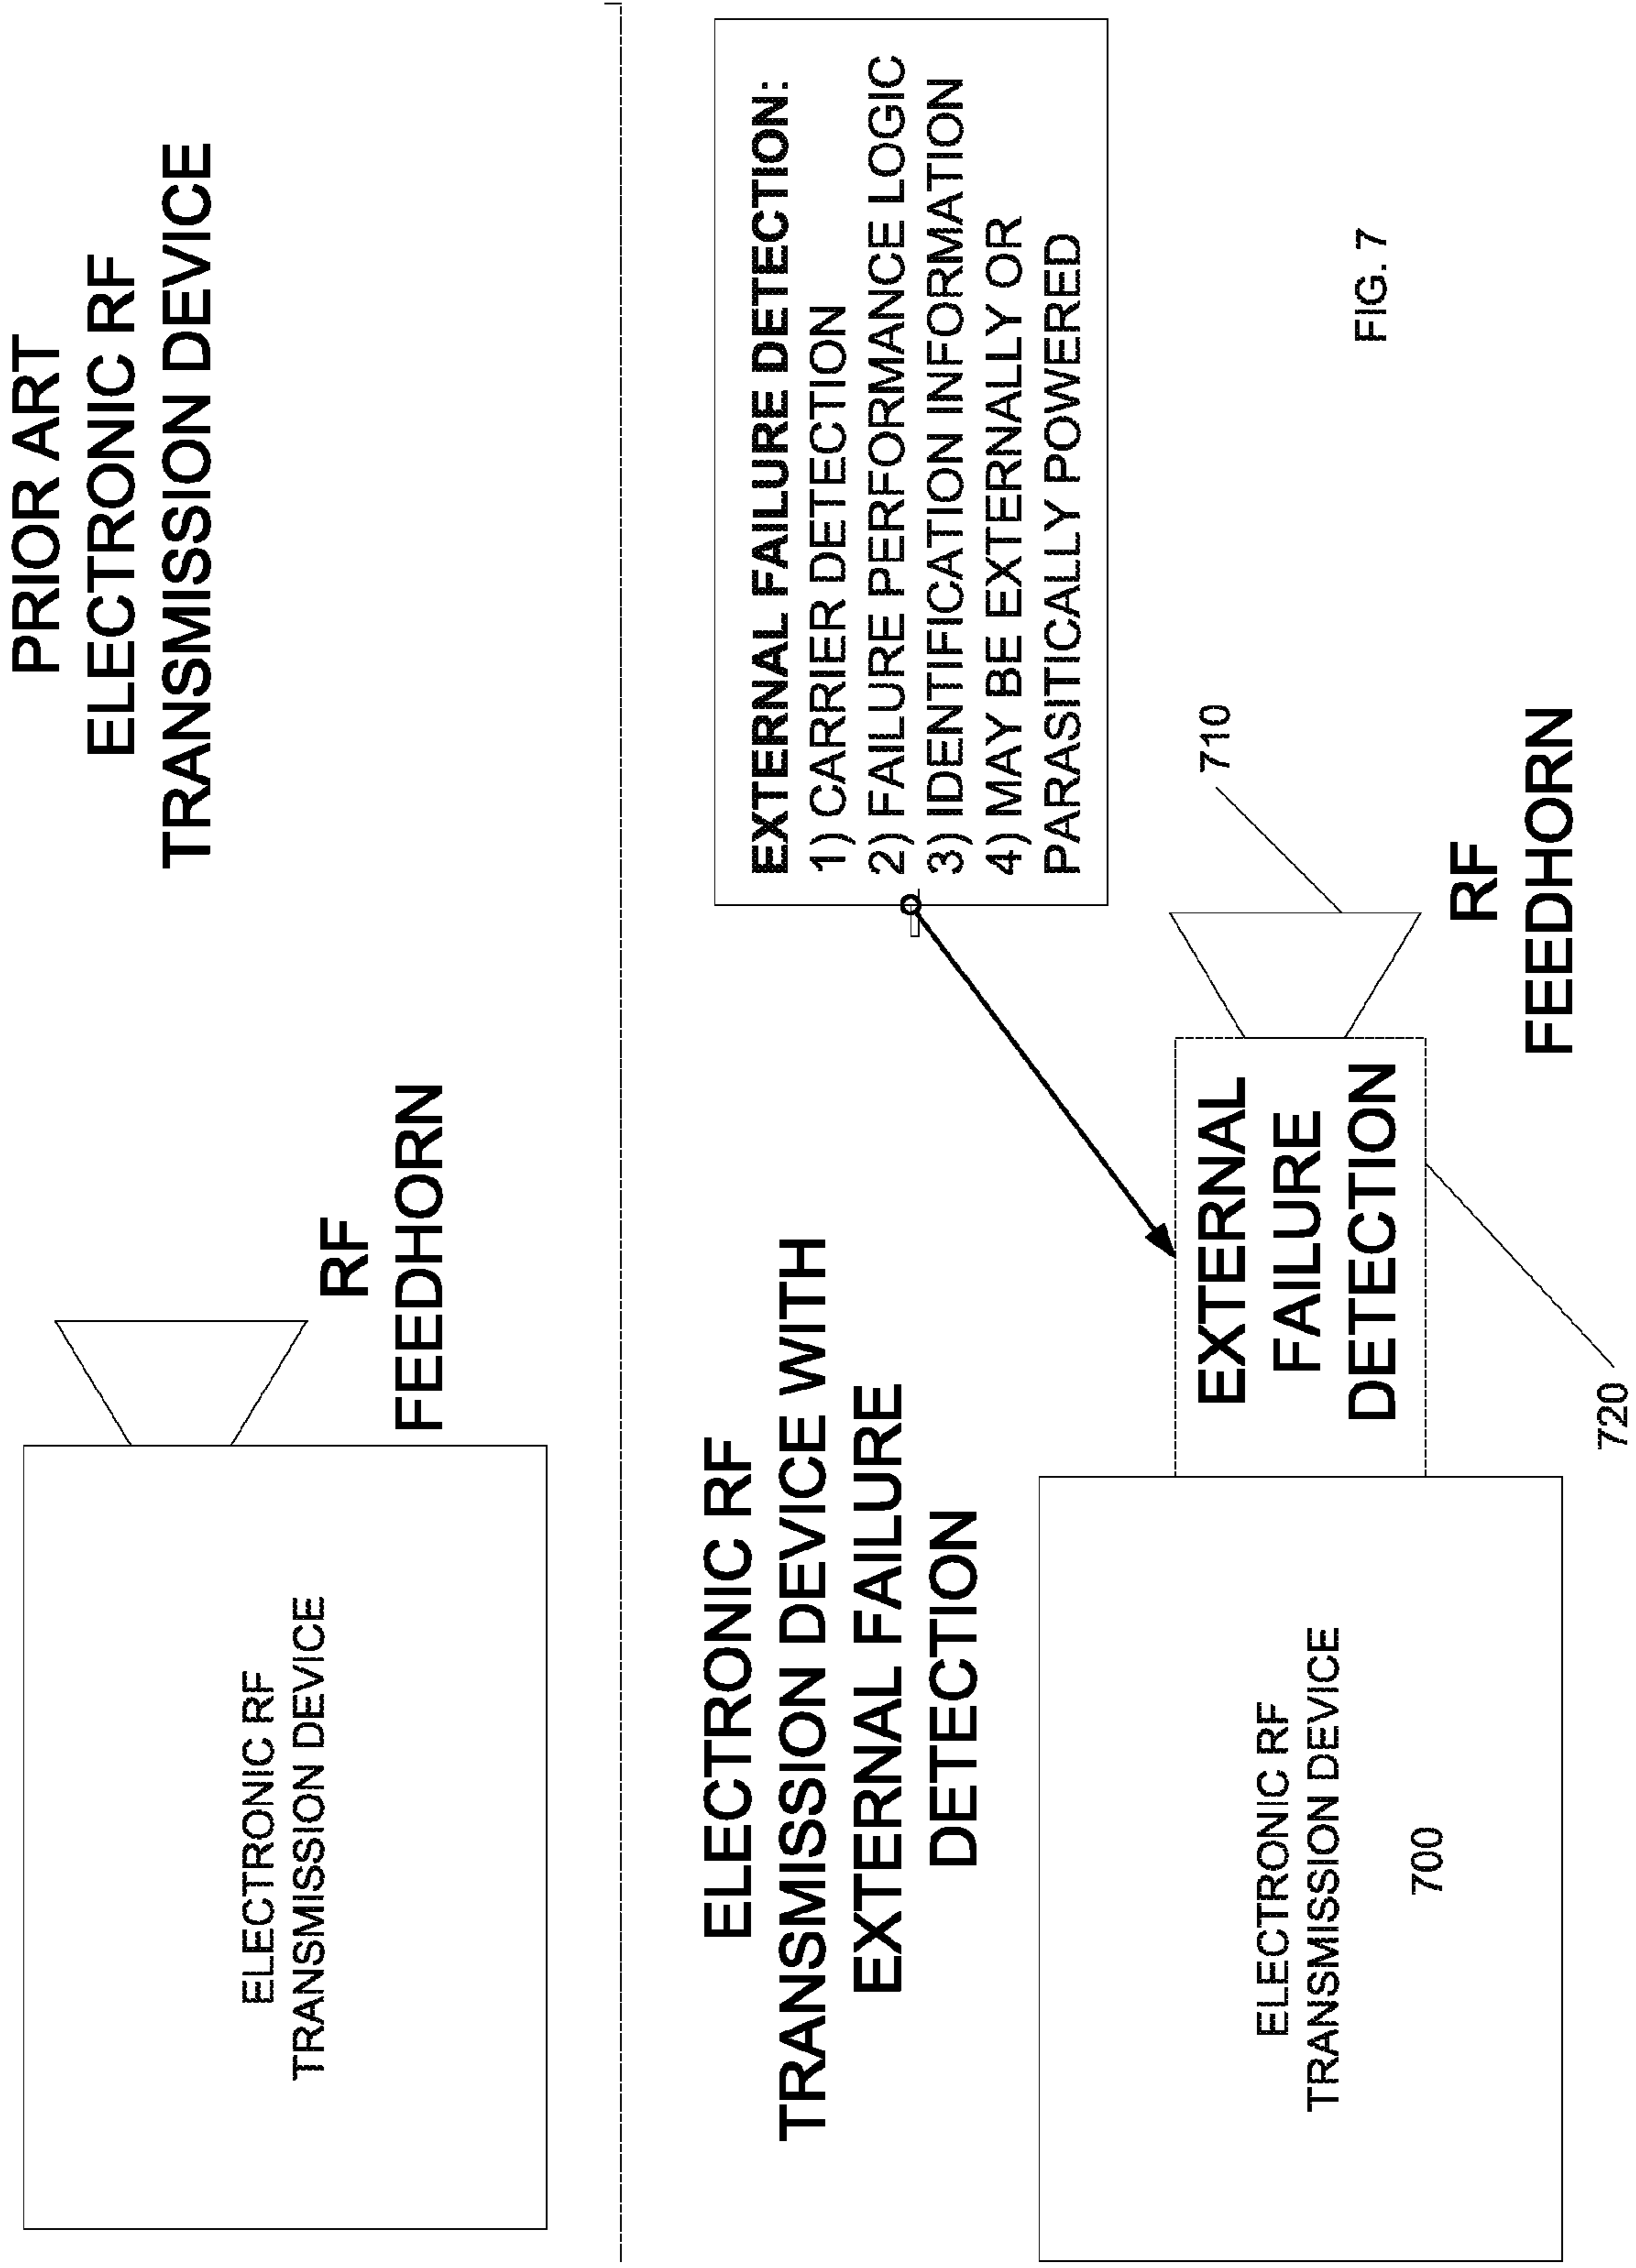 PRIOR ART
ELECTRONIC RF
TRANSMISSION DEVICE
ELECTRONIC RF
TRANSMISSION DEVICE
RF
FEEDHORN
ELECTRONIC RF
TRANSMISSION DEVICE WITH
EXTERNAL FAILURE
DETECTION
EXTERNAL FAILURE DETECTION:
1) CARRIER DETECTION
2) FAILURE PERFORMANCE LOGIC
3) IDENTIFICATION INFORMATION
4) MAY BE EXTERNALLY OR
PARASITICALLY POWERED
ELECTRONIC RF
TRANSMISSION DEVICE
700
EXTERNAL
FAILURE
DETECTION
720
710
RF
FEEDHORN
FIG. 7